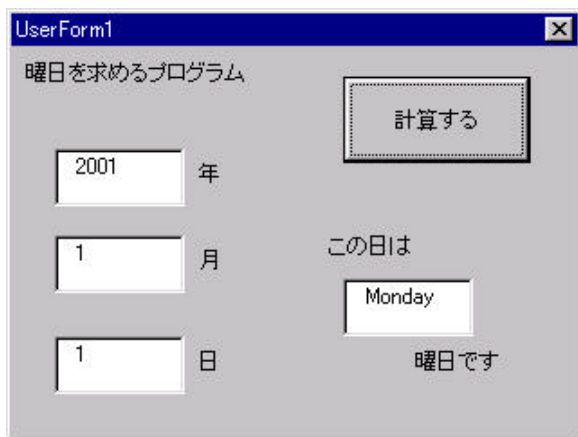 UserForm1
曜日を求めるプログラム
計算する
2001 年
1 月
この日は
Monday
1 日
曜日です